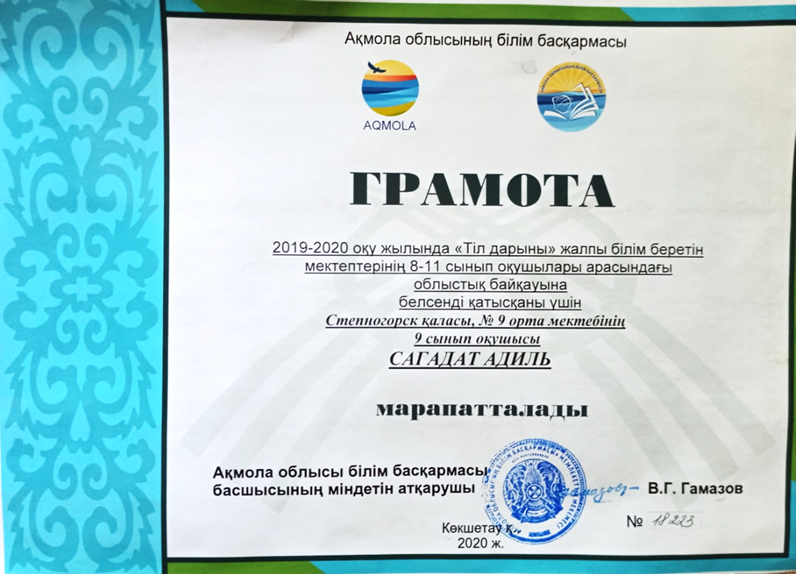 Ақмола облысының білім басқармасы
AQMOLA
ГРАМОТА
2019-2020 оқу жылында «Тіл дарыны» жалпы білім беретін
мектептерінің 8-11 сынып оқушылары арасындағы
облыстық байқауына
белсенді қатысқаны үшін
Степногорск қаласы, № 9 орта мектебінің
9 сынып оқушысы
САГАДАТ АДИЛЬ
марапатталады
Ақмола облысы білім басқармасы
басшысының міндетін атқарушы
В.Г. Гамазов
Көкшетау қ.
2020 ж.
№ 18223